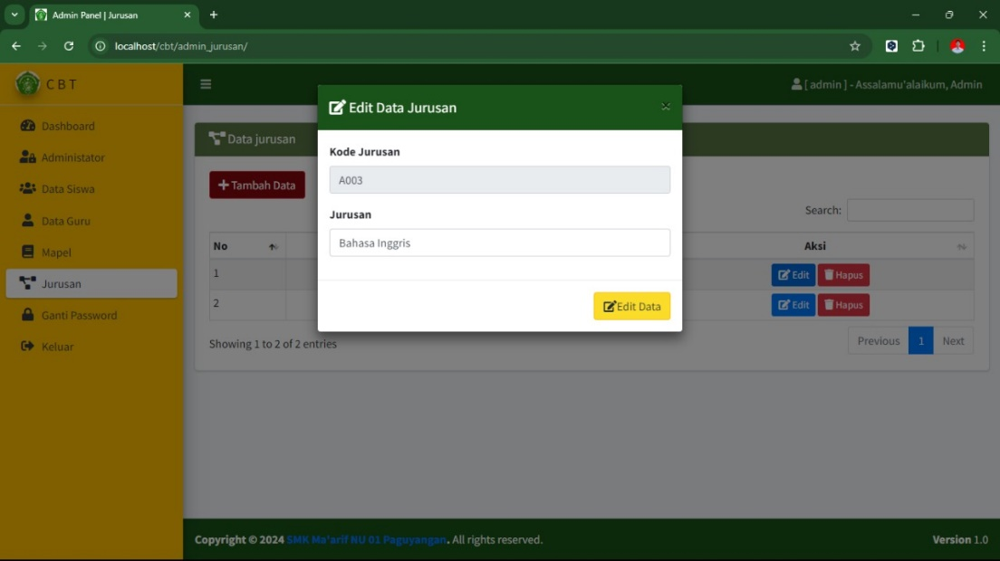 Admin Panel | Jurusan
localhost/cbt/admin_jurusan/
CBT
[ admin ] - Assalamu'alaikum, Admin
Dashboard
Administator
Data Siswa
Data Guru
Mapel
Jurusan
Ganti Password
Keluar
Data jurusan
Tambah Data
Search:
No
Aksi
1
Edit Hapus
2
Edit Hapus
Showing 1 to 2 of 2 entries
Previous 1 Next
Edit Data Jurusan
Kode Jurusan
A003
Jurusan
Bahasa Inggris
Edit Data
Copyright © 2024 SMK Ma'arif NU 01 Paguyangan. All rights reserved.
Version 1.0